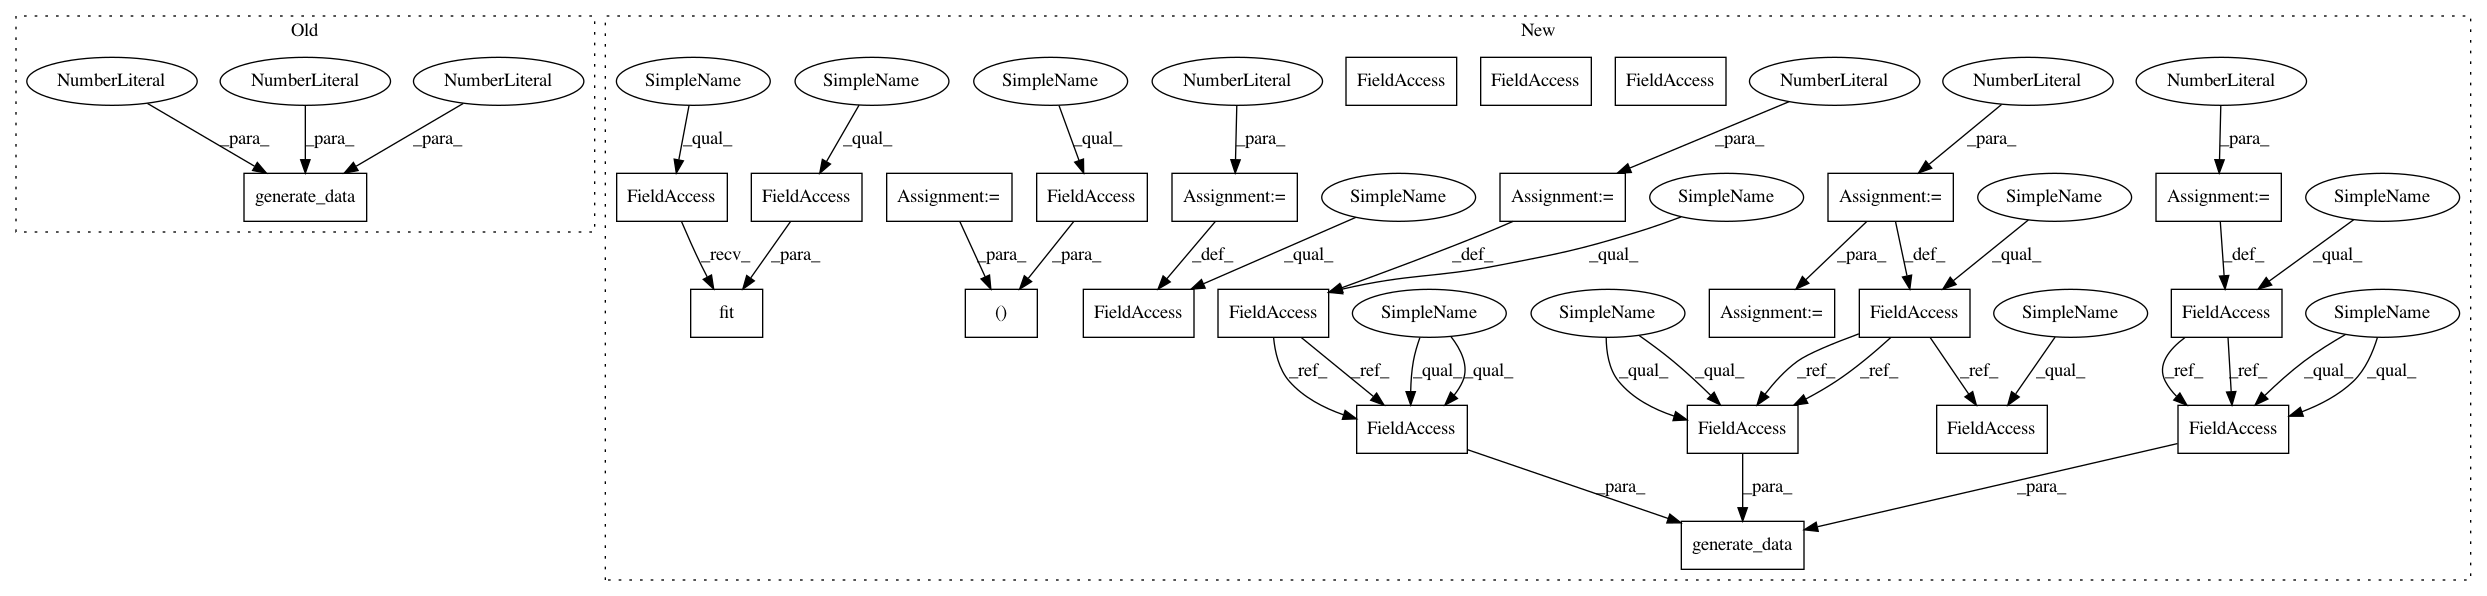 Old
New
NumberLiteral
NumberLiteral
NumberLiteral
SimpleName
SimpleName
SimpleName
NumberLiteral
FieldAccess
FieldAccess
FieldAccess
NumberLiteral
NumberLiteral
NumberLiteral
_para_
_para_
_para_
_qual_
_qual_
_qual_
_para_
_para_
_para_
_para_
generate_data
FieldAccess
FieldAccess
Assignment:=
FieldAccess
Assignment:=
SimpleName
Assignment:=
SimpleName
Assignment:=
SimpleName
Assignment:=
SimpleName
_recv_
_para_
_para_
_para_
_def_
_qual_
_def_
_qual_
_para_
_def_
_qual_
_def_
_qual_
fit
()
FieldAccess
FieldAccess
SimpleName
SimpleName
Assignment:=
FieldAccess
SimpleName
FieldAccess
SimpleName
_ref_
_ref_
_qual_
_qual_
_qual_
_qual_
_ref_
_ref_
_ref_
_qual_
_ref_
_ref_
_qual_
_qual_
FieldAccess
FieldAccess
FieldAccess
FieldAccess
_para_
_para_
_para_
generate_data